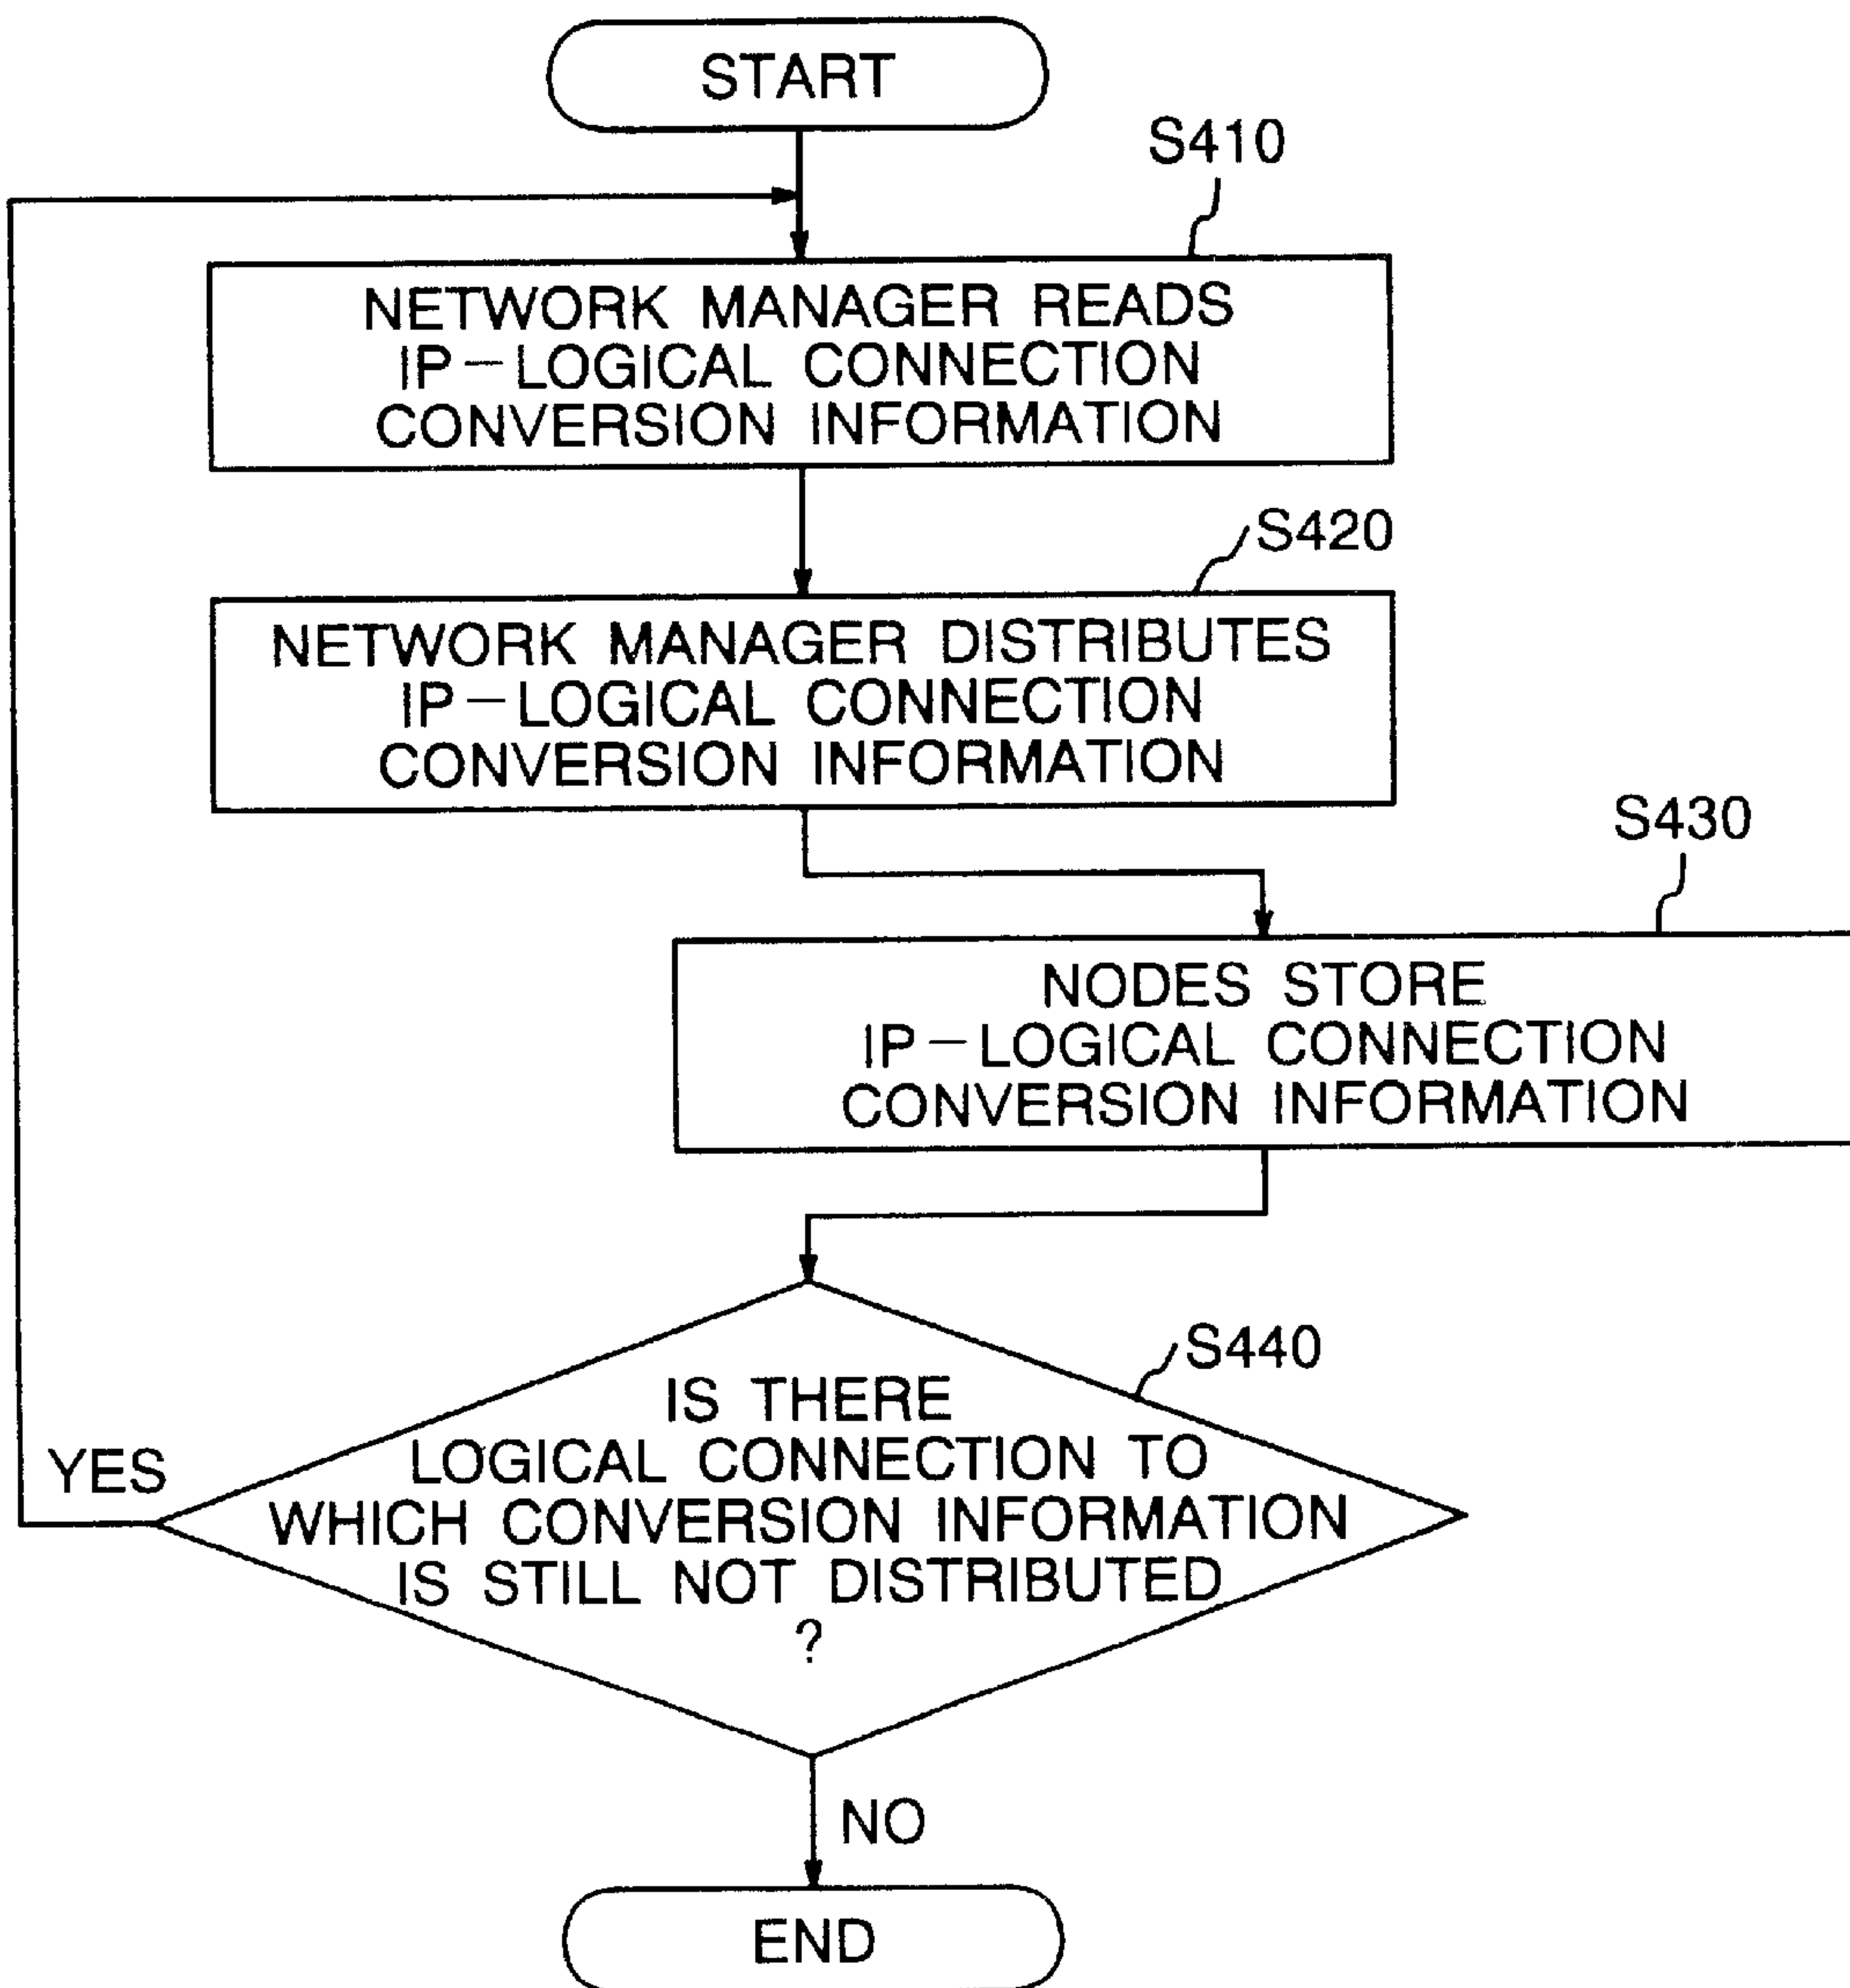 START
S410
NETWORK MANAGER READS
IP-LOGICAL CONNECTION
CONVERSION INFORMATION
S420
NETWORK MANAGER DISTRIBUTES
IP-LOGICAL CONNECTION
CONVERSION INFORMATION
S430
NODES STORE
IP-LOGICAL CONNECTION
CONVERSION INFORMATION
S440
IS THERE
LOGICAL CONNECTION TO
WHICH CONVERSION INFORMATION
IS STILL NOT DISTRIBUTED
?
YES
NO
END